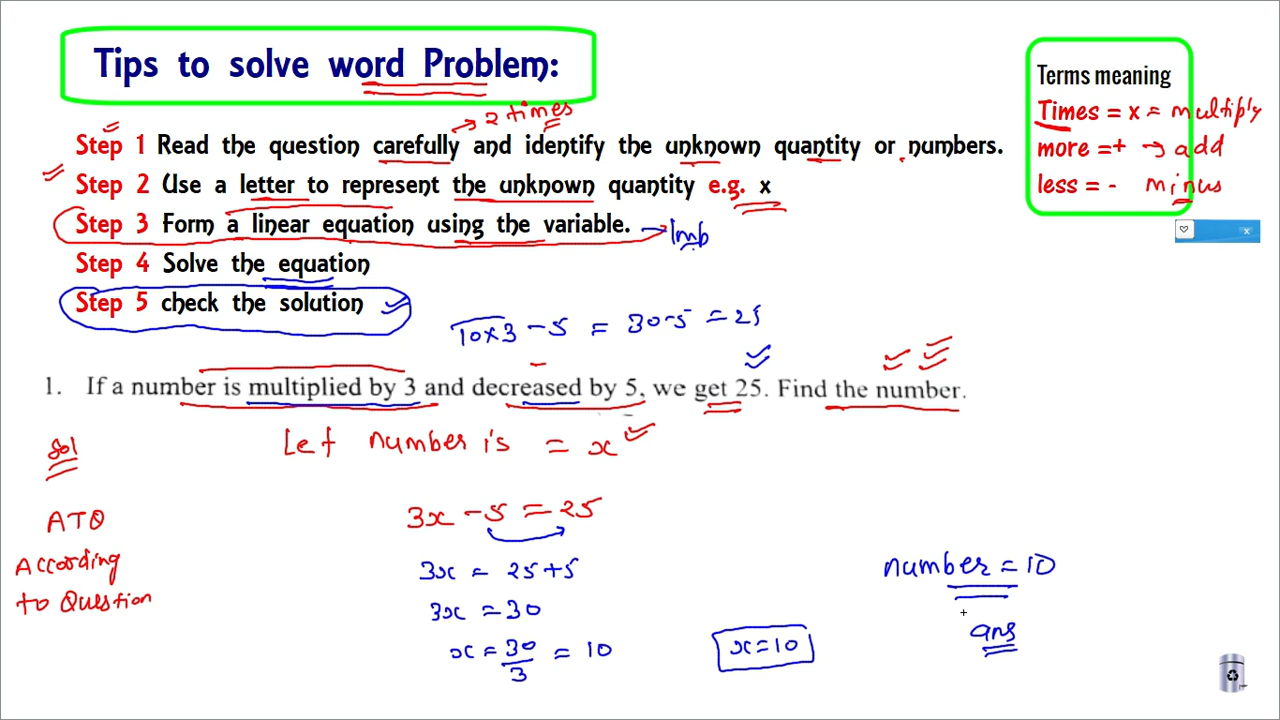 Tips to solve word Problem:
Terms meaning
Times = x = multiply
more =+ → add
less = - minus
→ 2 times
Step 1 Read the question carefully and identify the unknown quantity or numbers.
Step 2 Use a letter to represent the unknown quantity e.g. x
Step 3 Form a linear equation using the variable. → Imp
Step 4 Solve the equation
Step 5 check the solution
10×3 - 5 = 30-5 = 25
1. If a number is multiplied by 3 and decreased by 5, we get 25. Find the number.
Sol
Let number is = x
ATQ
According
to Question
3x - 5 = 25
3x = 25+5
3x = 30
x = 30/3 = 10
x=10
number = 10
ans